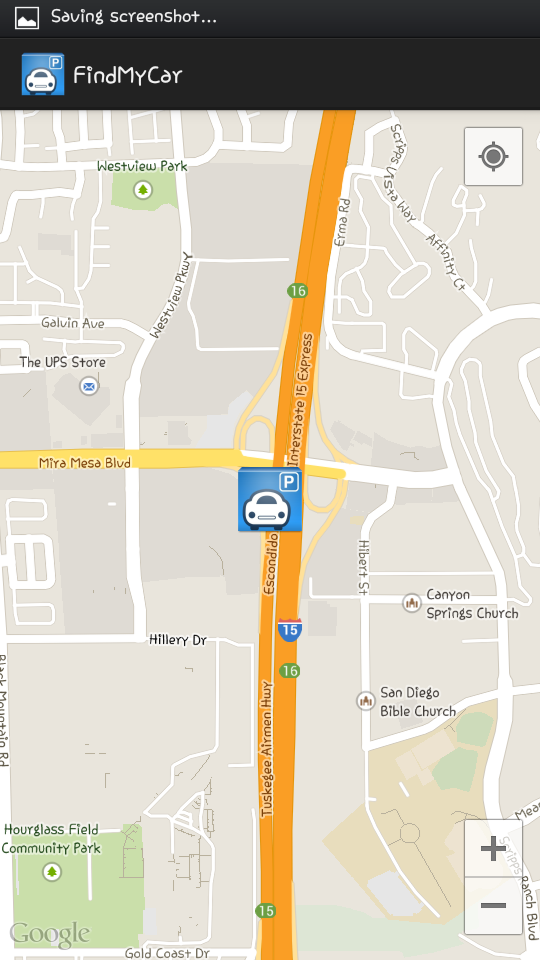 Saving screenshot...
P
FindMyCar
Westview Park
Scripps Vista Way
Erma Rd
Affinity Ct
Westview Pkwy
16
Galvin Ave
The UPS Store
Interstate 15 Express
Mira Mesa Blvd
P
Escondido
Hibert St
Canyon
Springs Church
15
Hillery Dr
16
Black Mountain Rd
San Diego
Bible Church
Tuskegee Airmen Hwy
Hourglass Field
Community Park
+
Scripps Ranch Blvd
−
15
Google
Gold Coast Dr